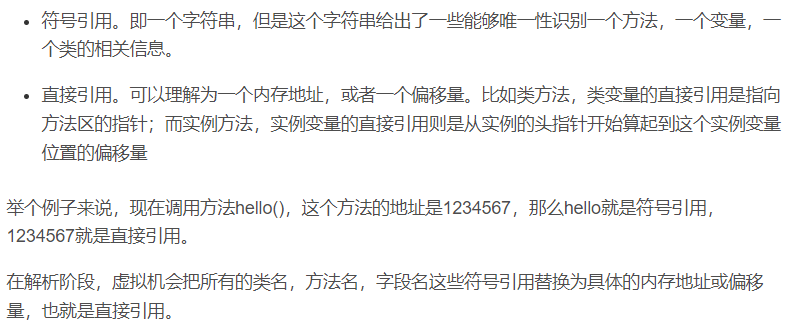 符号引用。即一个字符串，但是这个字符串给出了一些能够唯一性识别一个方法，一个变量，一
个类的相关信息。
直接引用。可以理解为一个内存地址，或者一个偏移量。比如类方法，类变量的直接引用是指向
方法区的指针；而实例方法，实例变量的直接引用则是从实例的头指针开始算起到这个实例变量
位置的偏移量
举个例子来说，现在调用方法hello()，这个方法的地址是1234567，那么hello就是符号引用，
1234567就是直接引用。
在解析阶段，虚拟机会把所有的类名，方法名，字段名这些符号引用替换为具体的内存地址或偏移
量，也就是直接引用。